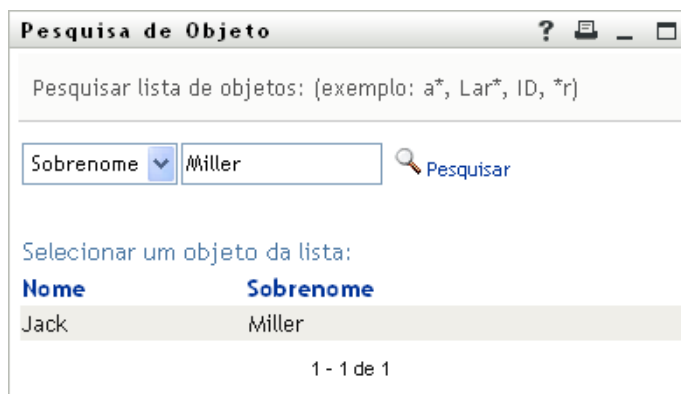 Pesquisa de Objeto
Pesquisar lista de objetos: (exemplo: a*, Lar*, ID, *r)
Sobrenome Miller Pesquisar
Selecionar um objeto da lista:
Nome Sobrenome
Jack Miller
1 - 1 de 1